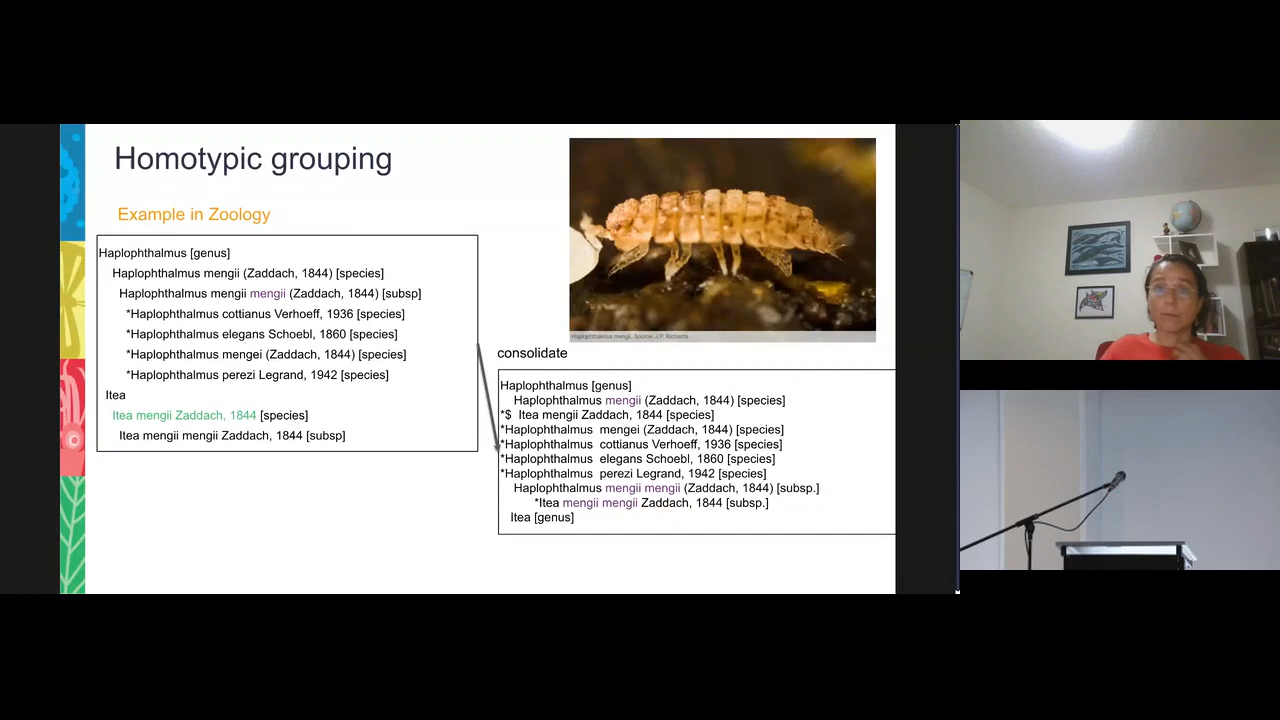 Homotypic grouping
Example in Zoology
Haplophthalmus [genus]
Haplophthalmus mengii (Zaddach, 1844) [species]
Haplophthalmus mengii mengii (Zaddach, 1844) [subsp]
*Haplophthalmus cottianus Verhoeff, 1936 [species]
*Haplophthalmus elegans Schoebl, 1860 [species]
*Haplophthalmus mengei (Zaddach, 1844) [species]
*Haplophthalmus perezi Legrand, 1942 [species]
Itea
Itea mengii Zaddach, 1844 [species]
Itea mengii mengii Zaddach, 1844 [subsp]
Haplophthalmus mengii. Source: J.P. Richards
consolidate
Haplophthalmus [genus]
Haplophthalmus mengii (Zaddach, 1844) [species]
*$ Itea mengii Zaddach, 1844 [species]
*Haplophthalmus mengei (Zaddach, 1844) [species]
*Haplophthalmus cottianus Verhoeff, 1936 [species]
*Haplophthalmus elegans Schoebl, 1860 [species]
*Haplophthalmus perezi Legrand, 1942 [species]
Haplophthalmus mengii mengii (Zaddach, 1844) [subsp.]
*Itea mengii mengii Zaddach, 1844 [subsp.]
Itea [genus]